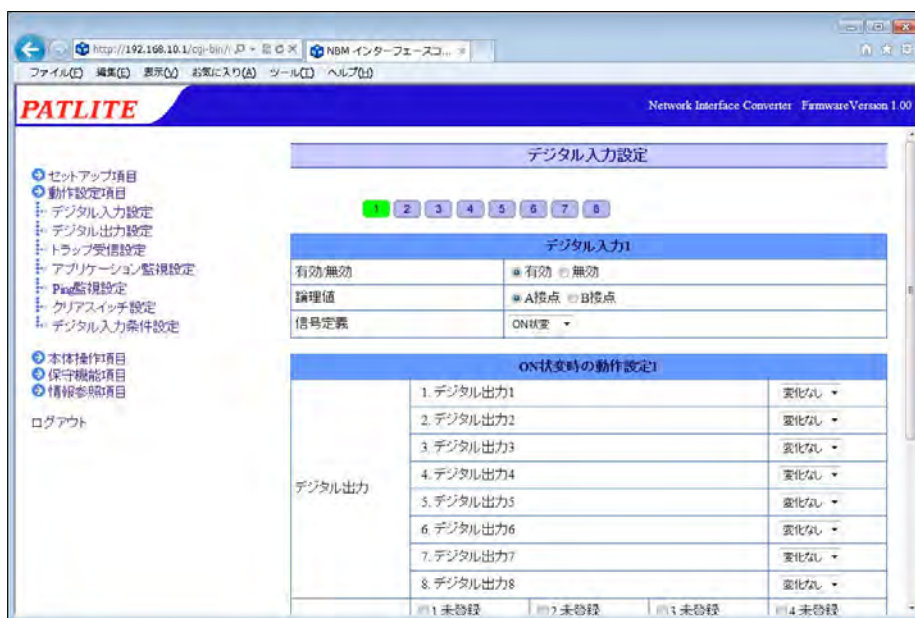 http://192.168.10.1/cgi-bin/
NBM インターフェースコ...
ファイル(F) 編集(E) 表示(V) お気に入り(A) ツール(T) ヘルプ(H)
PATLITE
Network Interface Converter FirmwareVersion 1.00
デジタル入力設定
セットアップ項目
動作設定項目
デジタル入力設定
デジタル出力設定
トラップ受信設定
アプリケーション監視設定
Ping監視設定
クリアスイッチ設定
デジタル入力条件設定
本体操作項目
保守機能項目
情報参照項目
ログアウト
1 2 3 4 5 6 7 8
デジタル入力1
有効/無効 有効 無効
論理値 A接点 B接点
信号定義 ON状変
ON状変時の動作設定1
デジタル出力
1. デジタル出力1 変化なし
2. デジタル出力2 変化なし
3. デジタル出力3 変化なし
4. デジタル出力4 変化なし
5. デジタル出力5 変化なし
6. デジタル出力6 変化なし
7. デジタル出力7 変化なし
8. デジタル出力8 変化なし
1 未登録 2 未登録 3 未登録 4 未登録